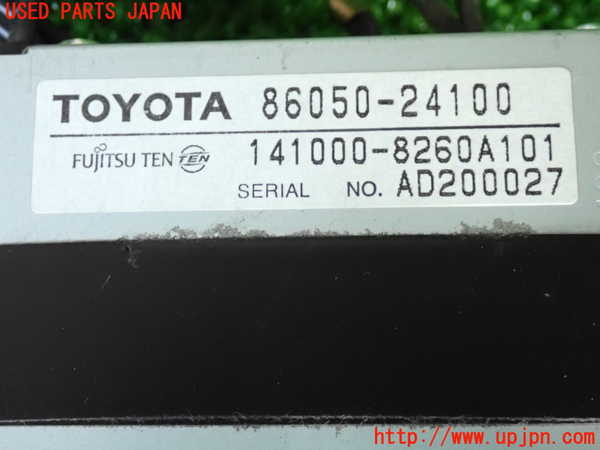 USED PARTS JAPAN
TOYOTA 86050-24100
FUJITSU TEN TEN 141000-8260A101
SERIAL NO. AD200027
http://www.upjpn.com